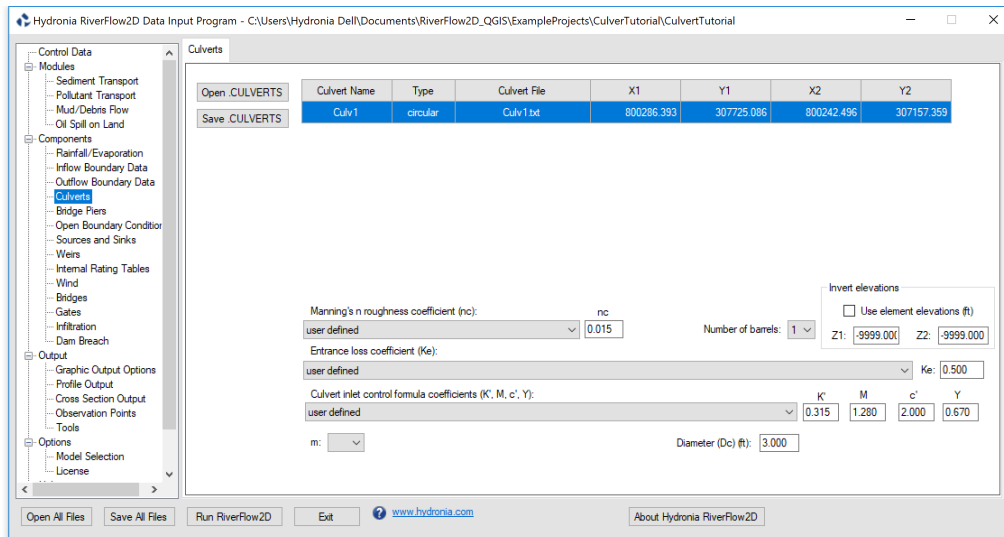 Hydronia RiverFlow2D Data Input Program - C:\Users\Hydronia Dell\Documents\RiverFlow2D_QGIS\ExampleProjects\CulverTutorial\CulvertTutorial
Control Data
Modules
Sediment Transport
Pollutant Transport
Mud/Debris Flow
Oil Spill on Land
Components
Rainfall/Evaporation
Inflow Boundary Data
Outflow Boundary Data
Culverts
Bridge Piers
Open Boundary Condition
Sources and Sinks
Weirs
Internal Rating Tables
Wind
Bridges
Gates
Infiltration
Dam Breach
Output
Graphic Output Options
Profile Output
Cross Section Output
Observation Points
Tools
Options
Model Selection
License
Culverts
Open .CULVERTS
Save .CULVERTS
Culvert Name Type Culvert File X1 Y1 X2 Y2
Culv1 circular Culv1.txt 800286.393 307725.086 800242.496 307157.359
Invert elevations
Use element elevations (ft)
Z1: -9999.000 Z2: -9999.000
Manning's n roughness coefficient (nc): nc
user defined 0.015 Number of barrels: 1
Entrance loss coefficient (Ke):
user defined Ke: 0.500
Culvert inlet control formula coefficients (K', M, c', Y): K' M c' Y
user defined 0.315 1.280 2.000 0.670
m: Diameter (Dc) (ft): 3.000
Open All Files Save All Files Run RiverFlow2D Exit www.hydronia.com About Hydronia RiverFlow2D